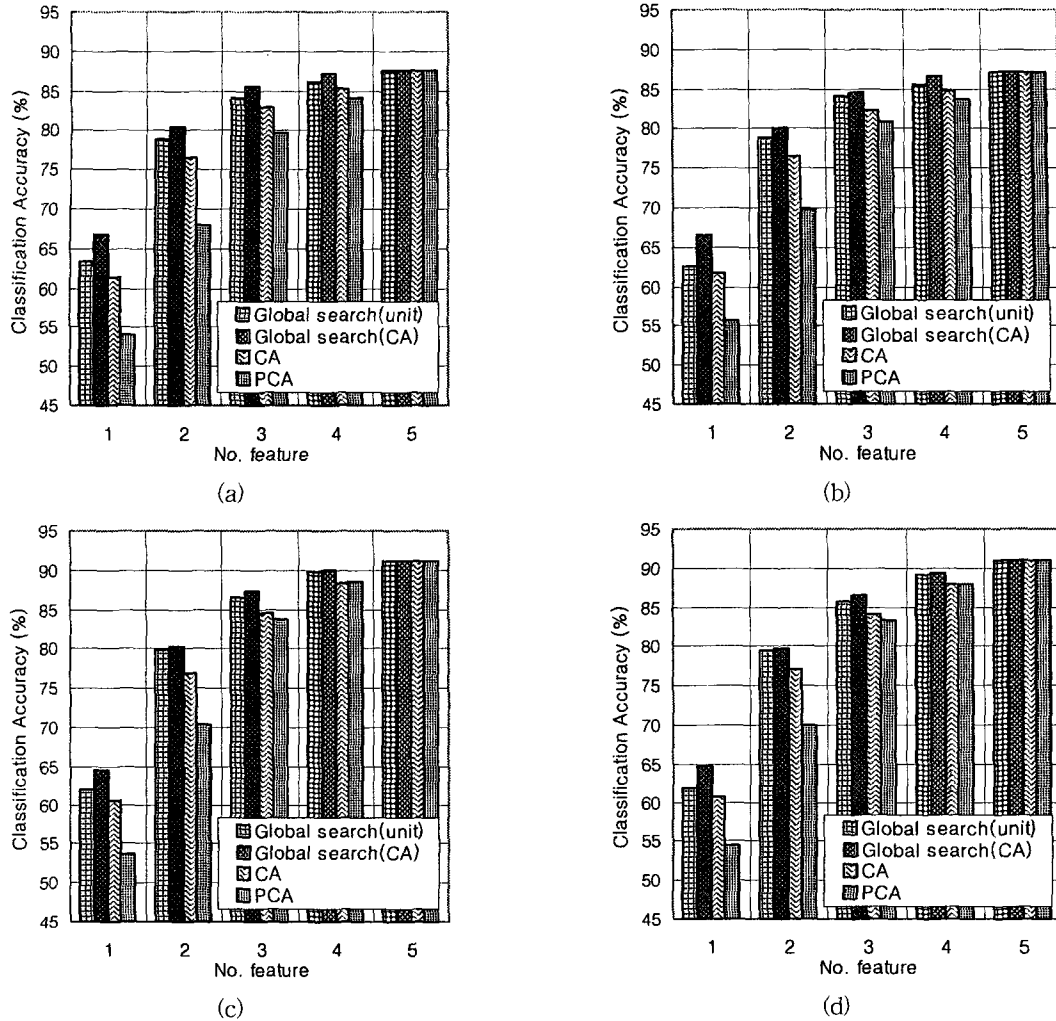 95
90
85
80
75
70
65
60
55
50
45
Classification Accuracy (%)
Global search(unit)
Global search(CA)
CA
PCA
1 2 3 4 5
No. feature
(a)
95
90
85
80
75
70
65
60
55
50
45
Classification Accuracy (%)
Global search(unit)
Global search(CA)
CA
PCA
1 2 3 4 5
No. feature
(b)
95
90
85
80
75
70
65
60
55
50
45
Classification Accuracy (%)
Global search(unit)
Global search(CA)
CA
PCA
1 2 3 4 5
No. feature
(c)
95
90
85
80
75
70
65
60
55
50
45
Classification Accuracy (%)
Global search(unit)
Global search(CA)
CA
PCA
1 2 3 4 5
No. feature
(d)